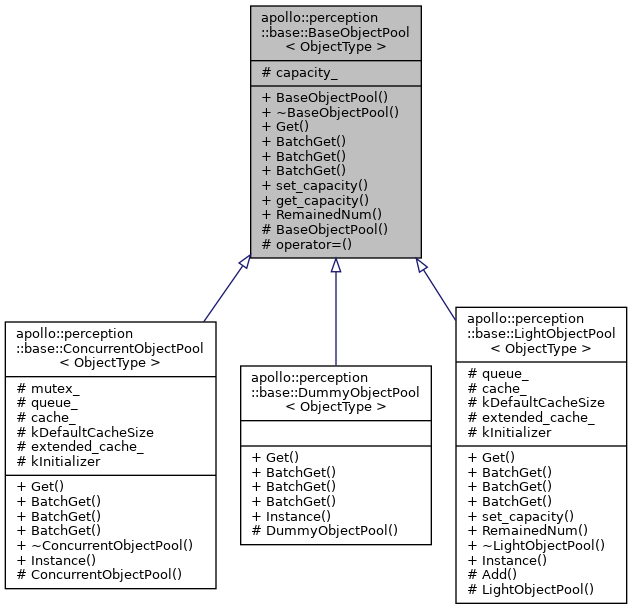 apollo::perception
::base::BaseObjectPool
< ObjectType >
# capacity_
+ BaseObjectPool()
+ ~BaseObjectPool()
+ Get()
+ BatchGet()
+ BatchGet()
+ BatchGet()
+ set_capacity()
+ get_capacity()
+ RemainedNum()
# BaseObjectPool()
# operator=()
apollo::perception
::base::ConcurrentObjectPool
< ObjectType >
# mutex_
# queue_
# cache_
# kDefaultCacheSize
# extended_cache_
# kInitializer
+ Get()
+ BatchGet()
+ BatchGet()
+ BatchGet()
+ ~ConcurrentObjectPool()
+ Instance()
# ConcurrentObjectPool()
apollo::perception
::base::DummyObjectPool
< ObjectType >
+ Get()
+ BatchGet()
+ BatchGet()
+ BatchGet()
+ Instance()
# DummyObjectPool()
apollo::perception
::base::LightObjectPool
< ObjectType >
# queue_
# cache_
# kDefaultCacheSize
# extended_cache_
# kInitializer
+ Get()
+ BatchGet()
+ BatchGet()
+ BatchGet()
+ set_capacity()
+ RemainedNum()
+ ~LightObjectPool()
+ Instance()
# Add()
# LightObjectPool()